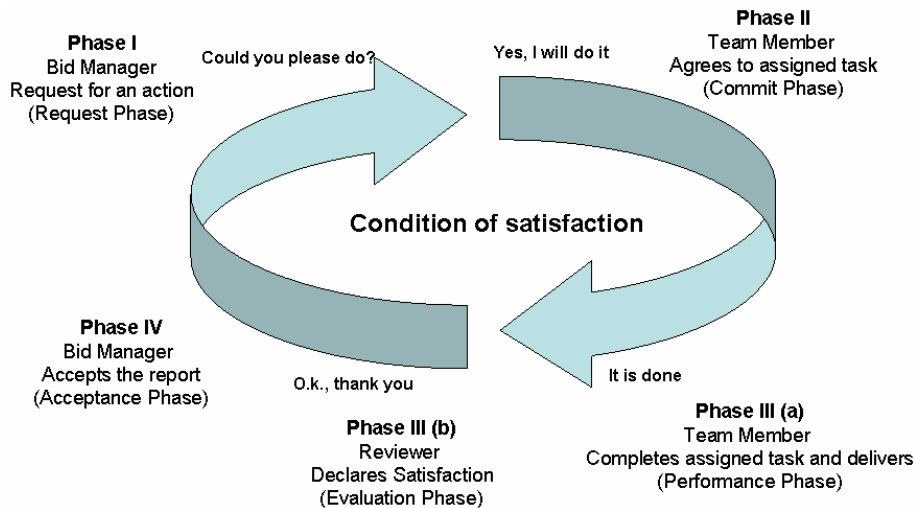 Phase I
Bid Manager
Request for an action
(Request Phase)
Could you please do?
Yes, I will do it
Phase II
Team Member
Agrees to assigned task
(Commit Phase)
Condition of satisfaction
Phase IV
Bid Manager
Accepts the report
(Acceptance Phase)
O.k., thank you
It is done
Phase III (b)
Reviewer
Declares Satisfaction
(Evaluation Phase)
Phase III (a)
Team Member
Completes assigned task and delivers
(Performance Phase)